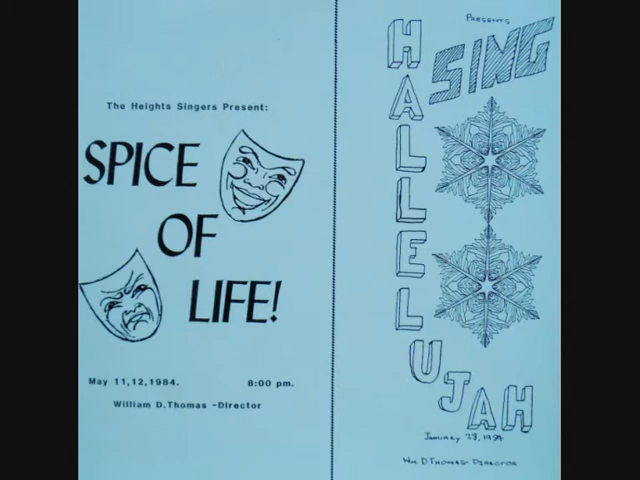 The Heights Singers Present:
SPICE
OF
LIFE!
May 11,12,1984. 8:00 pm.
William D.Thomas -Director
PRESENTS
SING
HALLELUJAH
JANUARY 28, 1984
Wm D THOMAS- DIRECTOR